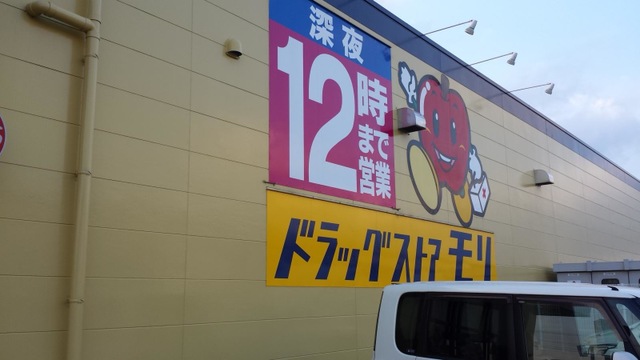 深夜
12時まで営業
ドラッグストアモリ